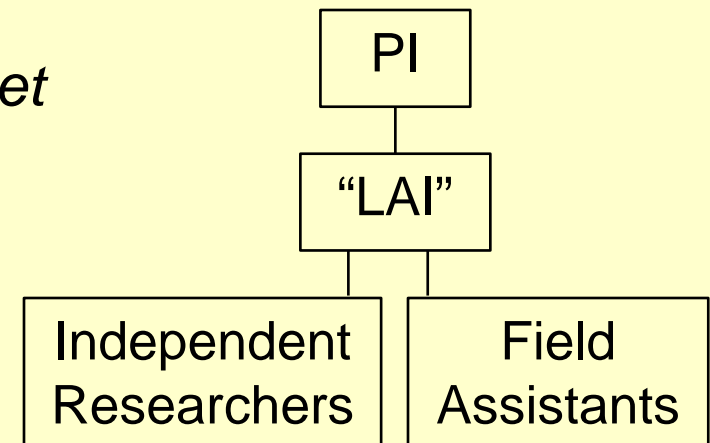 PI
et
“LAI”
Independent
Researchers
Field
Assistants